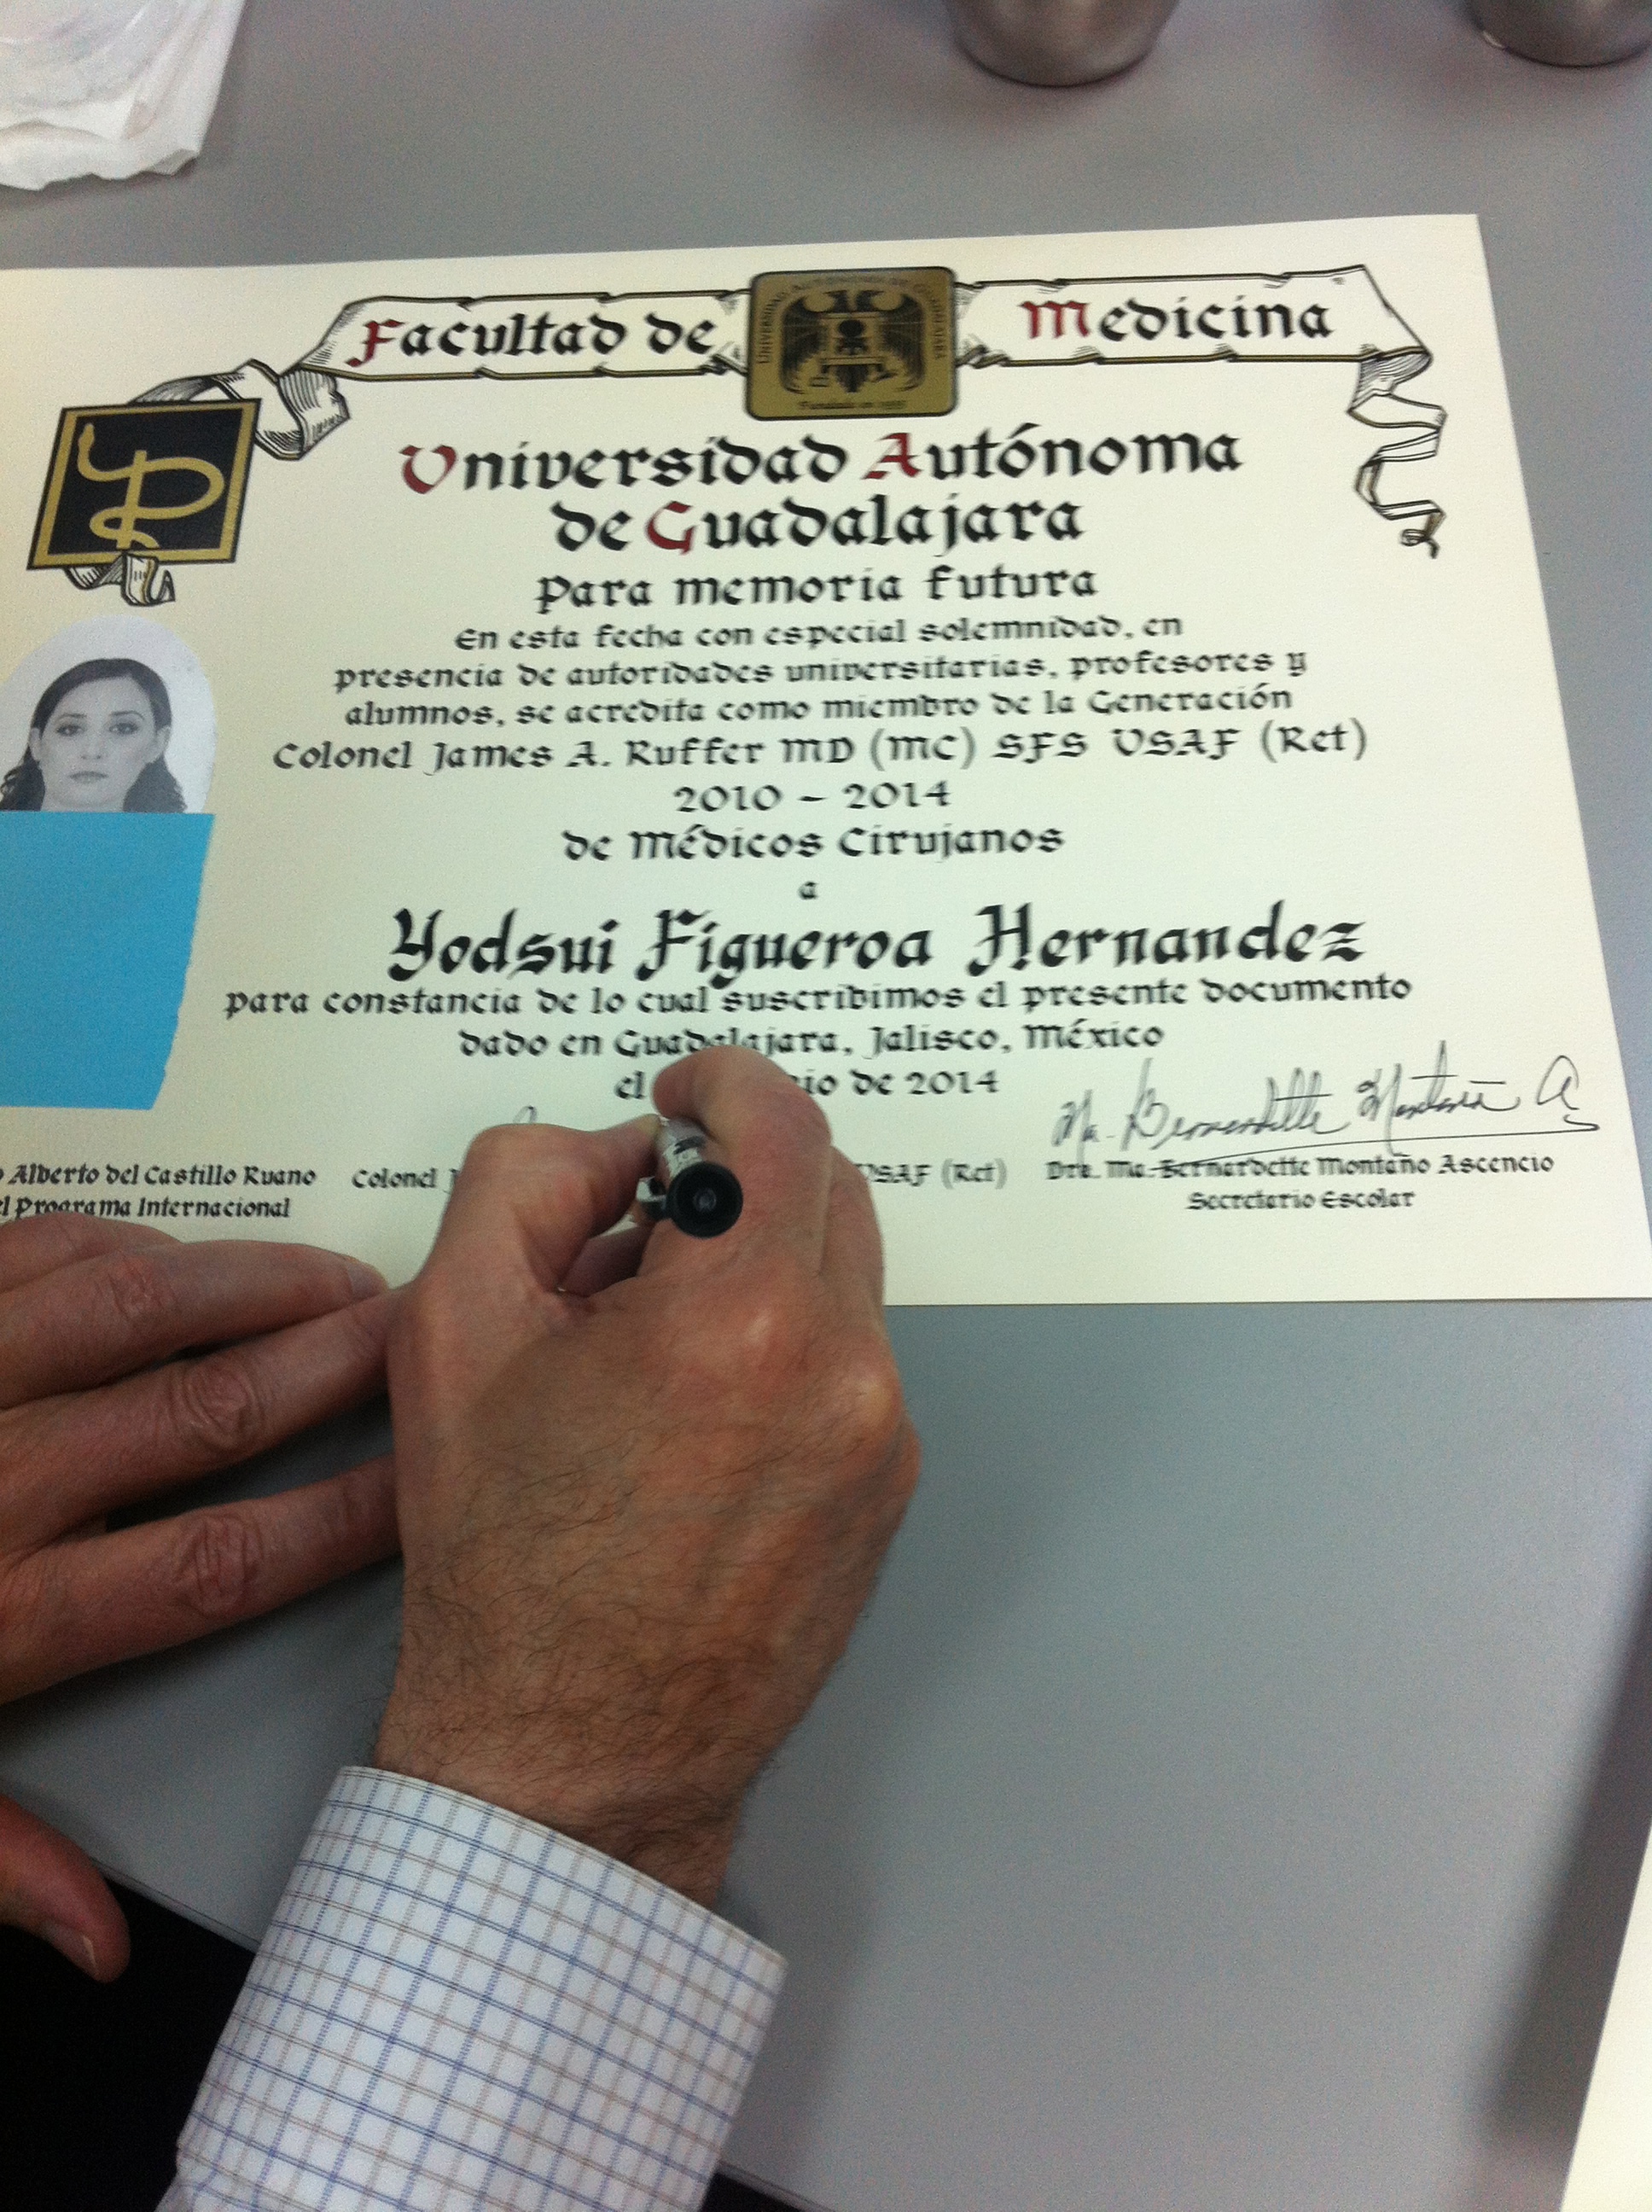 Facultad de Medicina
Universidad Autónoma
de Guadalajara
Para memoria futura
En esta fecha con especial solemnidad, en
presencia de autoridades universitarias, profesores y
alumnos, se acredita como miembro de la Generación
Colonel James A. Ruffer MD (MC) SFS USAF (Ret)
2010 - 2014
de Médicos Cirujanos
a
Yodsui Figueroa Hernandez
para constancia de lo cual suscribimos el presente documento
dado en Guadalajara, Jalisco, México
el de 2014
Ma. Bernardette Montaño A.
Alberto del Castillo Ruano Colonel USAF (Ret) Dra. Ma. Bernardette Montaño Ascencio
Programa Internacional Secretario Escolar